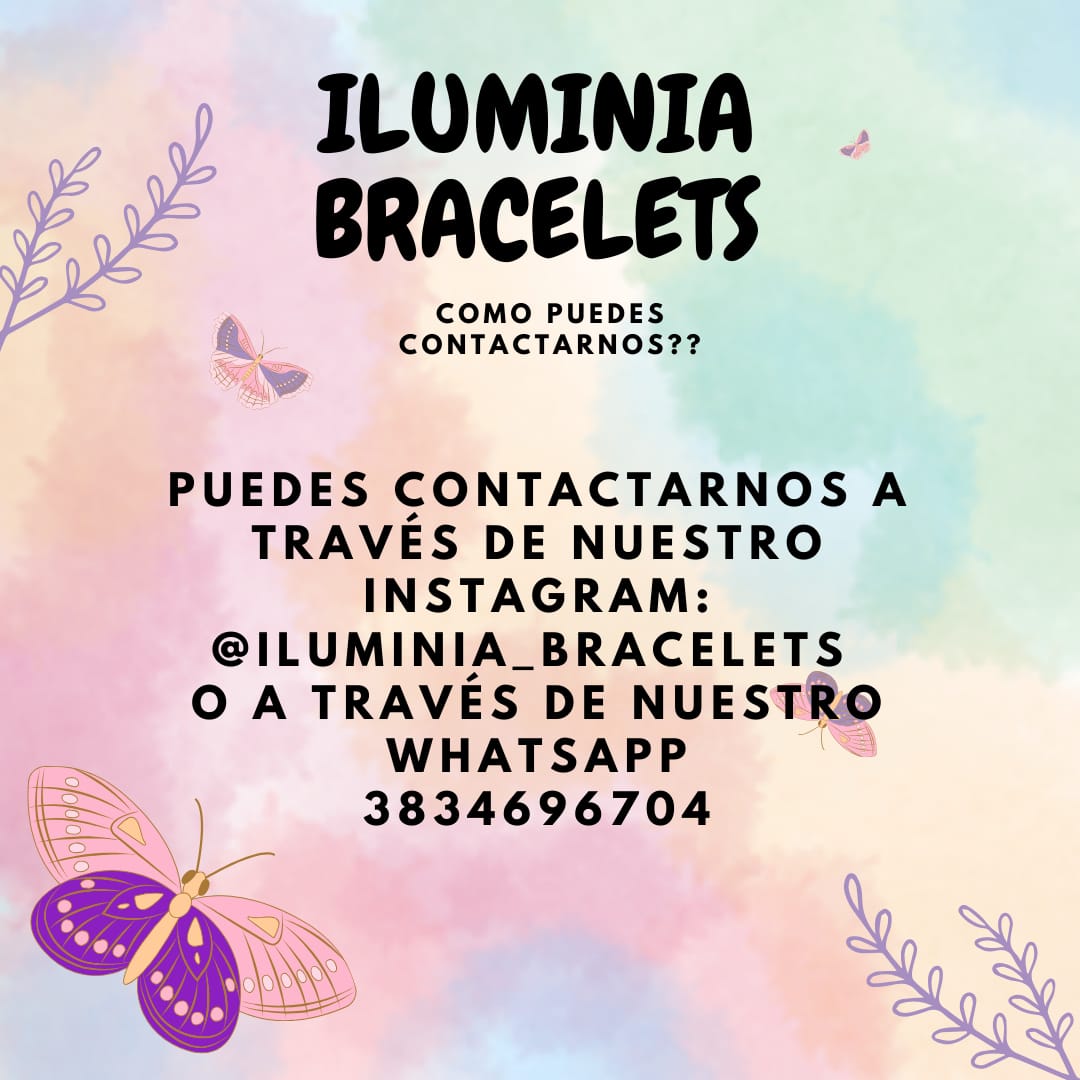 ILUMINIA
BRACELETS
COMO PUEDES
CONTACTARNOS??
PUEDES CONTACTARNOS A
TRAVÉS DE NUESTRO
INSTAGRAM:
@ILUMINIA_BRACELETS
O A TRAVÉS DE NUESTRO
WHATSAPP
3834696704